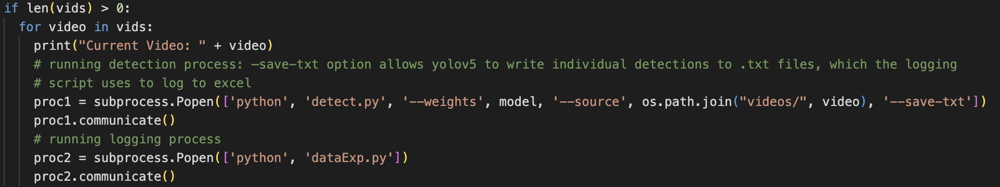 if len(vids) > 0:
for video in vids:
print("Current Video: " + video)
# running detection process: —save-txt option allows yolov5 to write individual detections to .txt files, which the logging
# script uses to log to excel
proc1 = subprocess.Popen(['python', 'detect.py', '--weights', model, '--source', os.path.join("videos/", video), '--save-txt'])
proc1.communicate()
# running logging process
proc2 = subprocess.Popen(['python', 'dataExp.py'])
proc2.communicate()